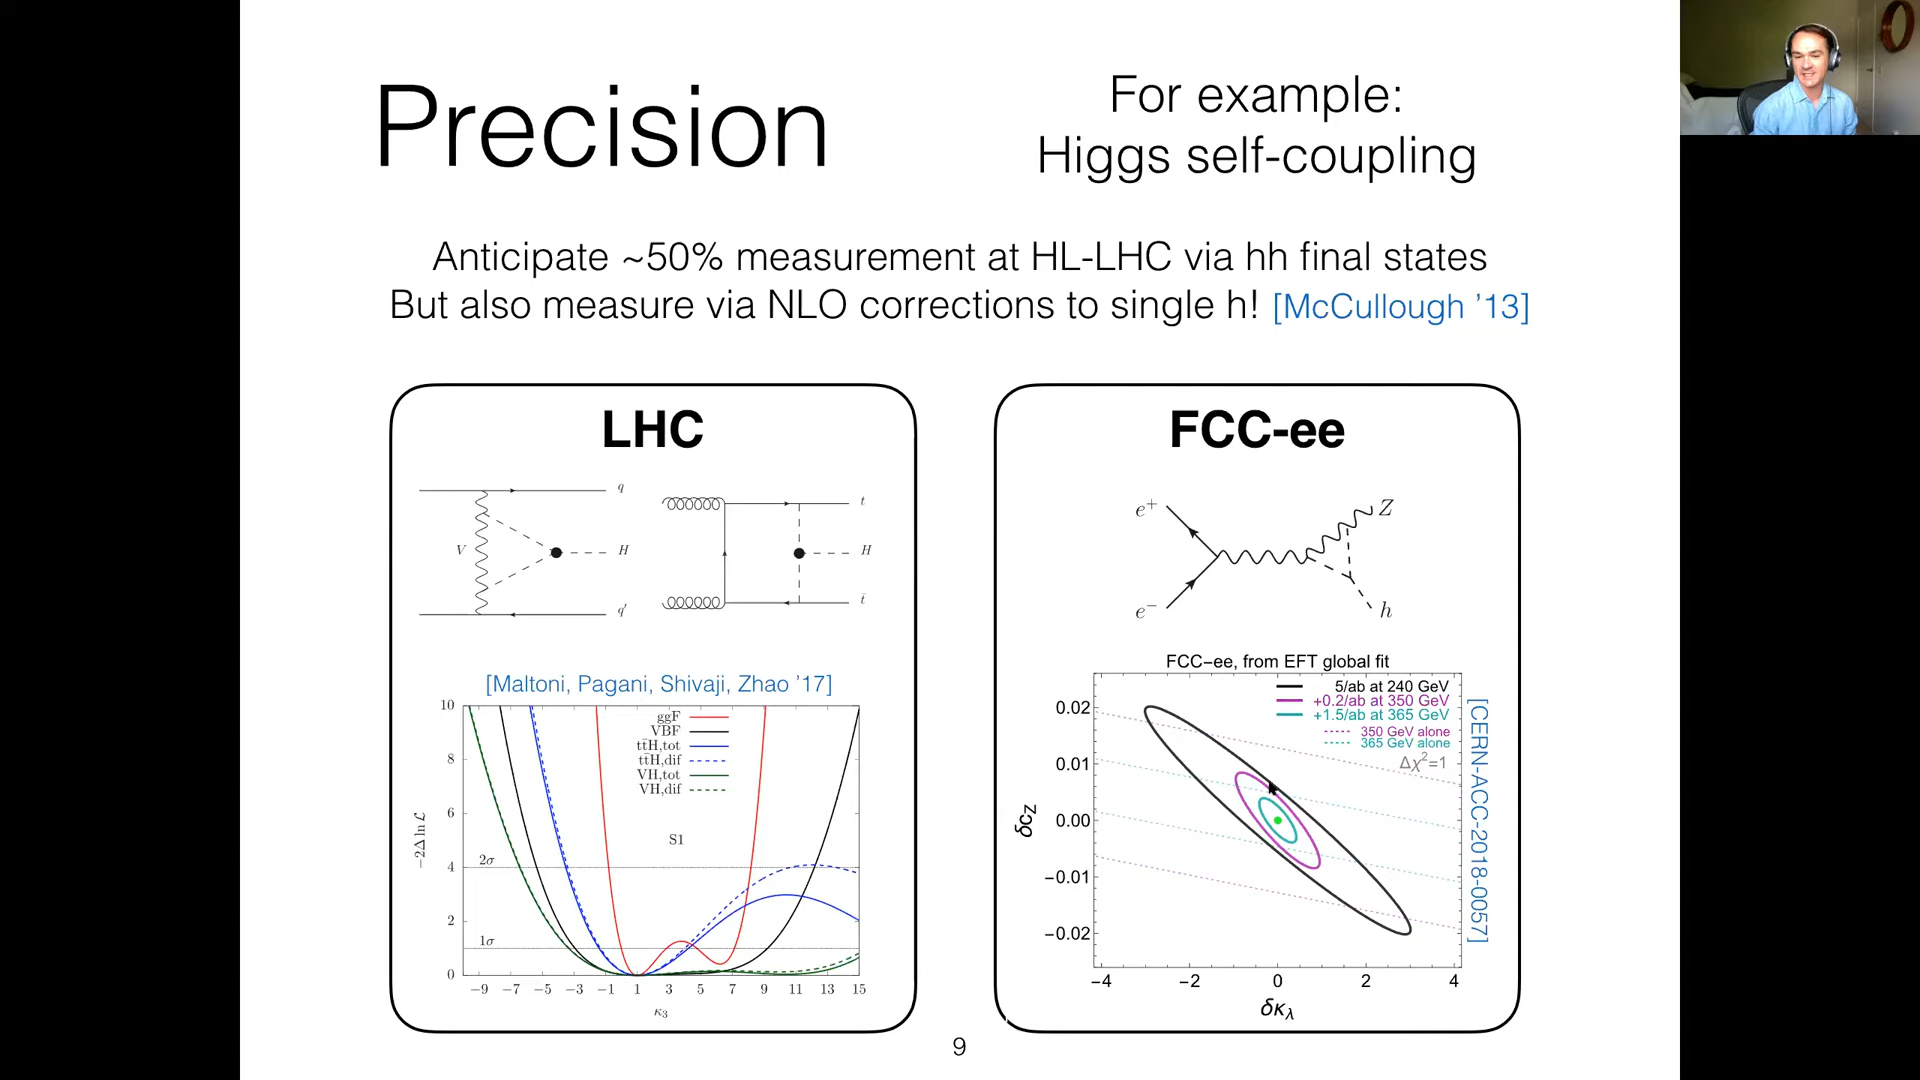 Precision
For example:
Higgs self-coupling
Anticipate ~50% measurement at HL-LHC via hh final states
But also measure via NLO corrections to single h! [McCullough ’13]
LHC
q
V
H
q′
t
H
t̄
[Maltoni, Pagani, Shivaji, Zhao ’17]
10
8
6
4
2
0
−2Δ ln ℒ
ggF
VBF
tt̄H,tot
tt̄H,dif
VH,tot
VH,dif
S1
2σ
1σ
−9 −7 −5 −3 −1 1 3 5 7 9 11 13 15
κ₃
FCC-ee
e⁺
Z
e⁻
h
FCC−ee, from EFT global fit
5/ab at 240 GeV
+0.2/ab at 350 GeV
+1.5/ab at 365 GeV
350 GeV alone
365 GeV alone
Δχ²=1
0.02
0.01
0.00
−0.01
−0.02
δc_Z
−4 −2 0 2 4
δκ_λ
[CERN-ACC-2018-0057]
9